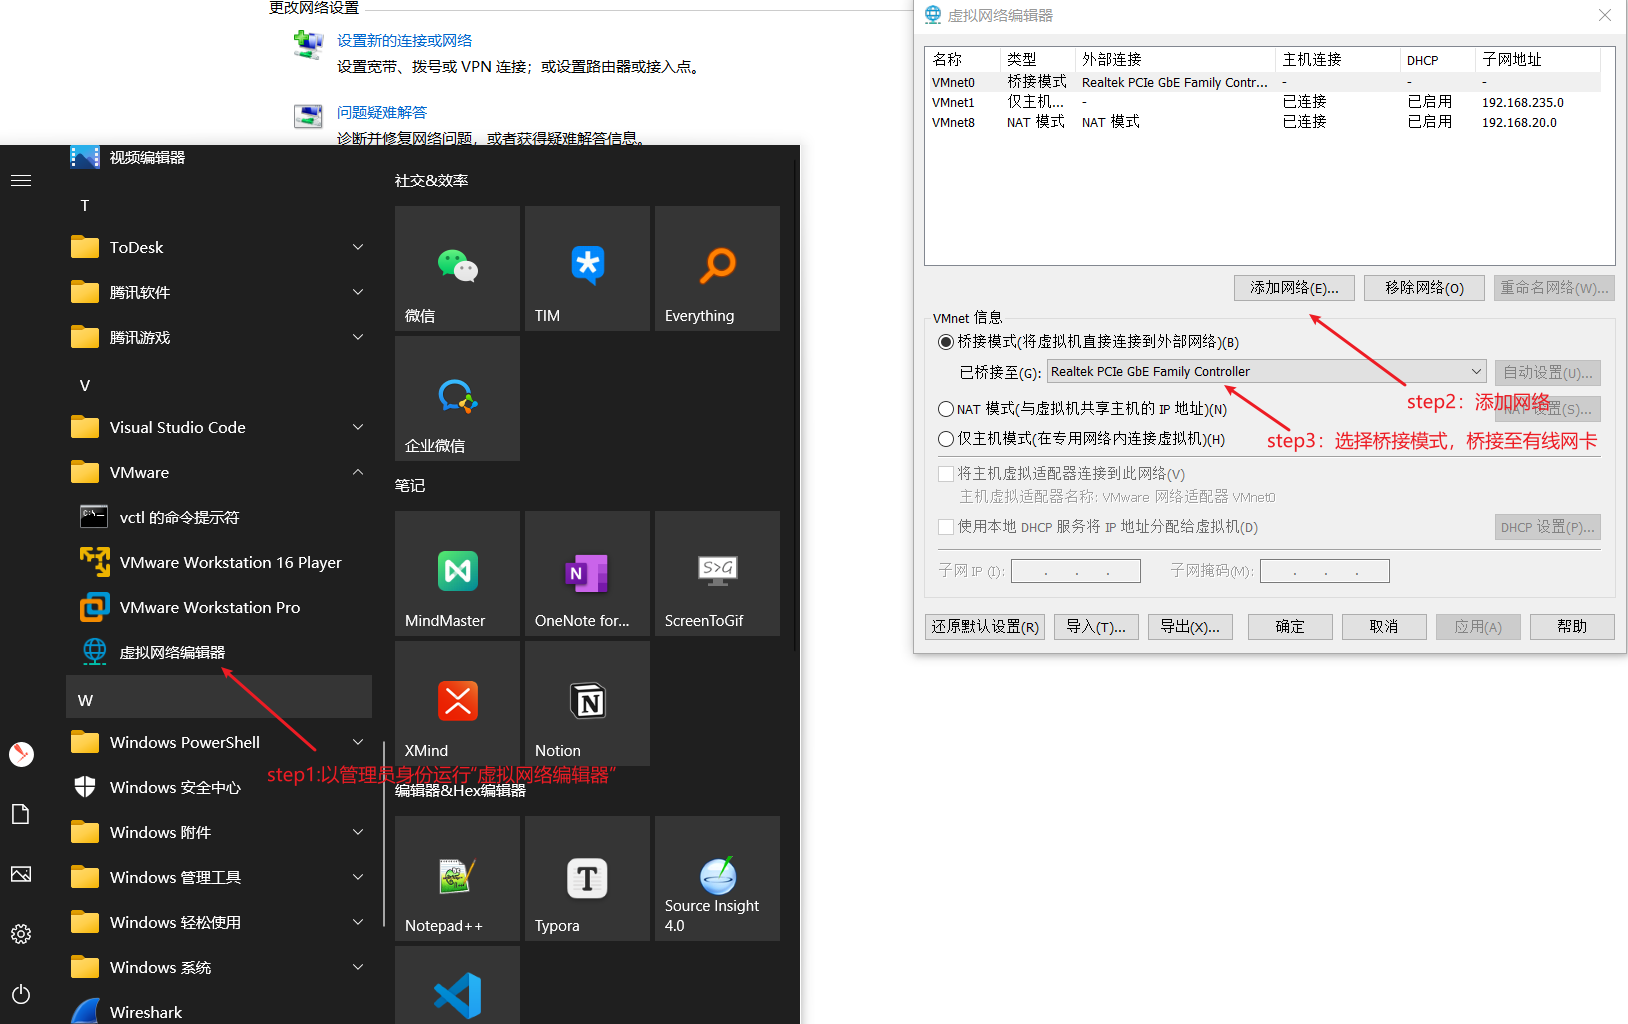 更改网络设置
设置新的连接或网络
设置宽带、拨号或 VPN 连接；或设置路由器或接入点。
问题疑难解答
诊断并修复网络问题，或者获得疑难解答信息。
视频编辑器
T
ToDesk
腾讯软件
腾讯游戏
V
Visual Studio Code
VMware
vctl 的命令提示符
VMware Workstation 16 Player
VMware Workstation Pro
虚拟网络编辑器
W
Windows PowerShell
Windows 安全中心
Windows 附件
Windows 管理工具
Windows 轻松使用
Windows 系统
Wireshark
step1:以管理员身份运行“虚拟网络编辑器”
社交&效率
微信
TIM
Everything
企业微信
笔记
MindMaster
OneNote for...
S>G
ScreenToGif
XMind
Notion
编辑器&Hex编辑器
Notepad++
Typora
Source Insight
4.0
虚拟网络编辑器
名称 类型 外部连接 主机连接 DHCP 子网地址
VMnet0 桥接模式 Realtek PCIe GbE Family Contr... - - -
VMnet1 仅主机... - 已连接 已启用 192.168.235.0
VMnet8 NAT 模式 NAT 模式 已连接 已启用 192.168.20.0
添加网络(E)... 移除网络(O) 重命名网络(W)...
VMnet 信息
桥接模式(将虚拟机直接连接到外部网络)(B)
已桥接至(G): Realtek PCIe GbE Family Controller 自动设置(U)...
step2：添加网络
NAT 模式(与虚拟机共享主机的 IP 地址)(N) NAT 设置(S)...
仅主机模式(在专用网络内连接虚拟机)(H)
step3：选择桥接模式，桥接至有线网卡
将主机虚拟适配器连接到此网络(V)
主机虚拟适配器名称: VMware 网络适配器 VMnet0
使用本地 DHCP 服务将 IP 地址分配给虚拟机(D) DHCP 设置(P)...
子网 IP (I): . . . 子网掩码(M): . . .
还原默认设置(R) 导入(T)... 导出(X)... 确定 取消 应用(A) 帮助